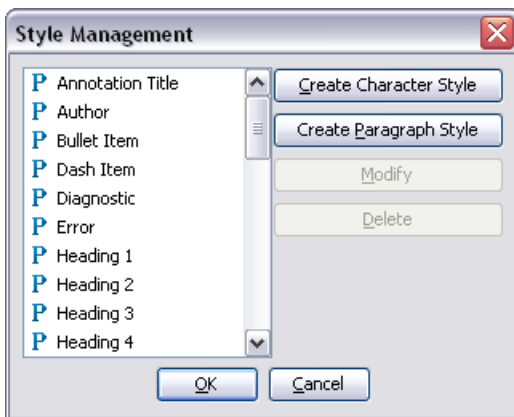 Style Management
P Annotation Title
P Author
P Bullet Item
P Dash Item
P Diagnostic
P Error
P Heading 1
P Heading 2
P Heading 3
P Heading 4
Create Character Style
Create Paragraph Style
Modify
Delete
OK
Cancel